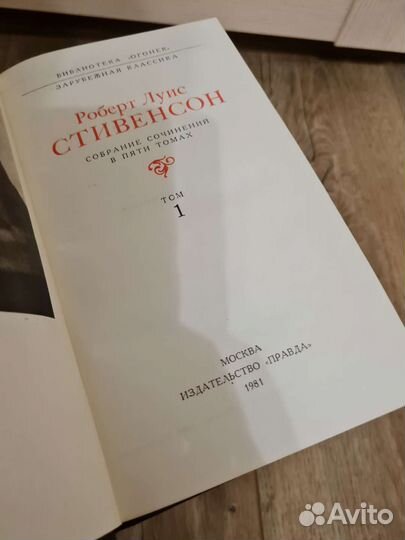 БИБЛИОТЕКА «ОГОНЕК»
ЗАРУБЕЖНАЯ КЛАССИКА
Роберт Луис
СТИВЕНСОН
СОБРАНИЕ СОЧИНЕНИЙ
В ПЯТИ ТОМАХ
ТОМ
1
МОСКВА
ИЗДАТЕЛЬСТВО «ПРАВДА»
1981
Avito